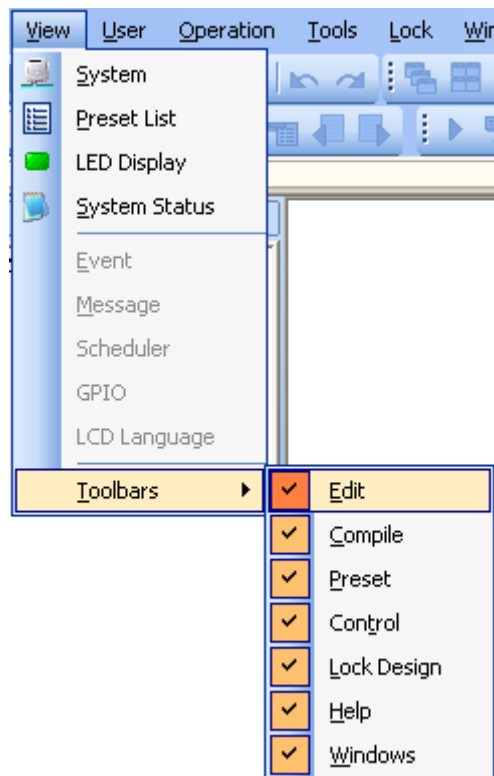 View User Operation Tools Lock
System
Preset List
LED Display
System Status
Event
Message
Scheduler
GPIO
LCD Language
Toolbars Edit
Compile
Preset
Control
Lock Design
Help
Windows